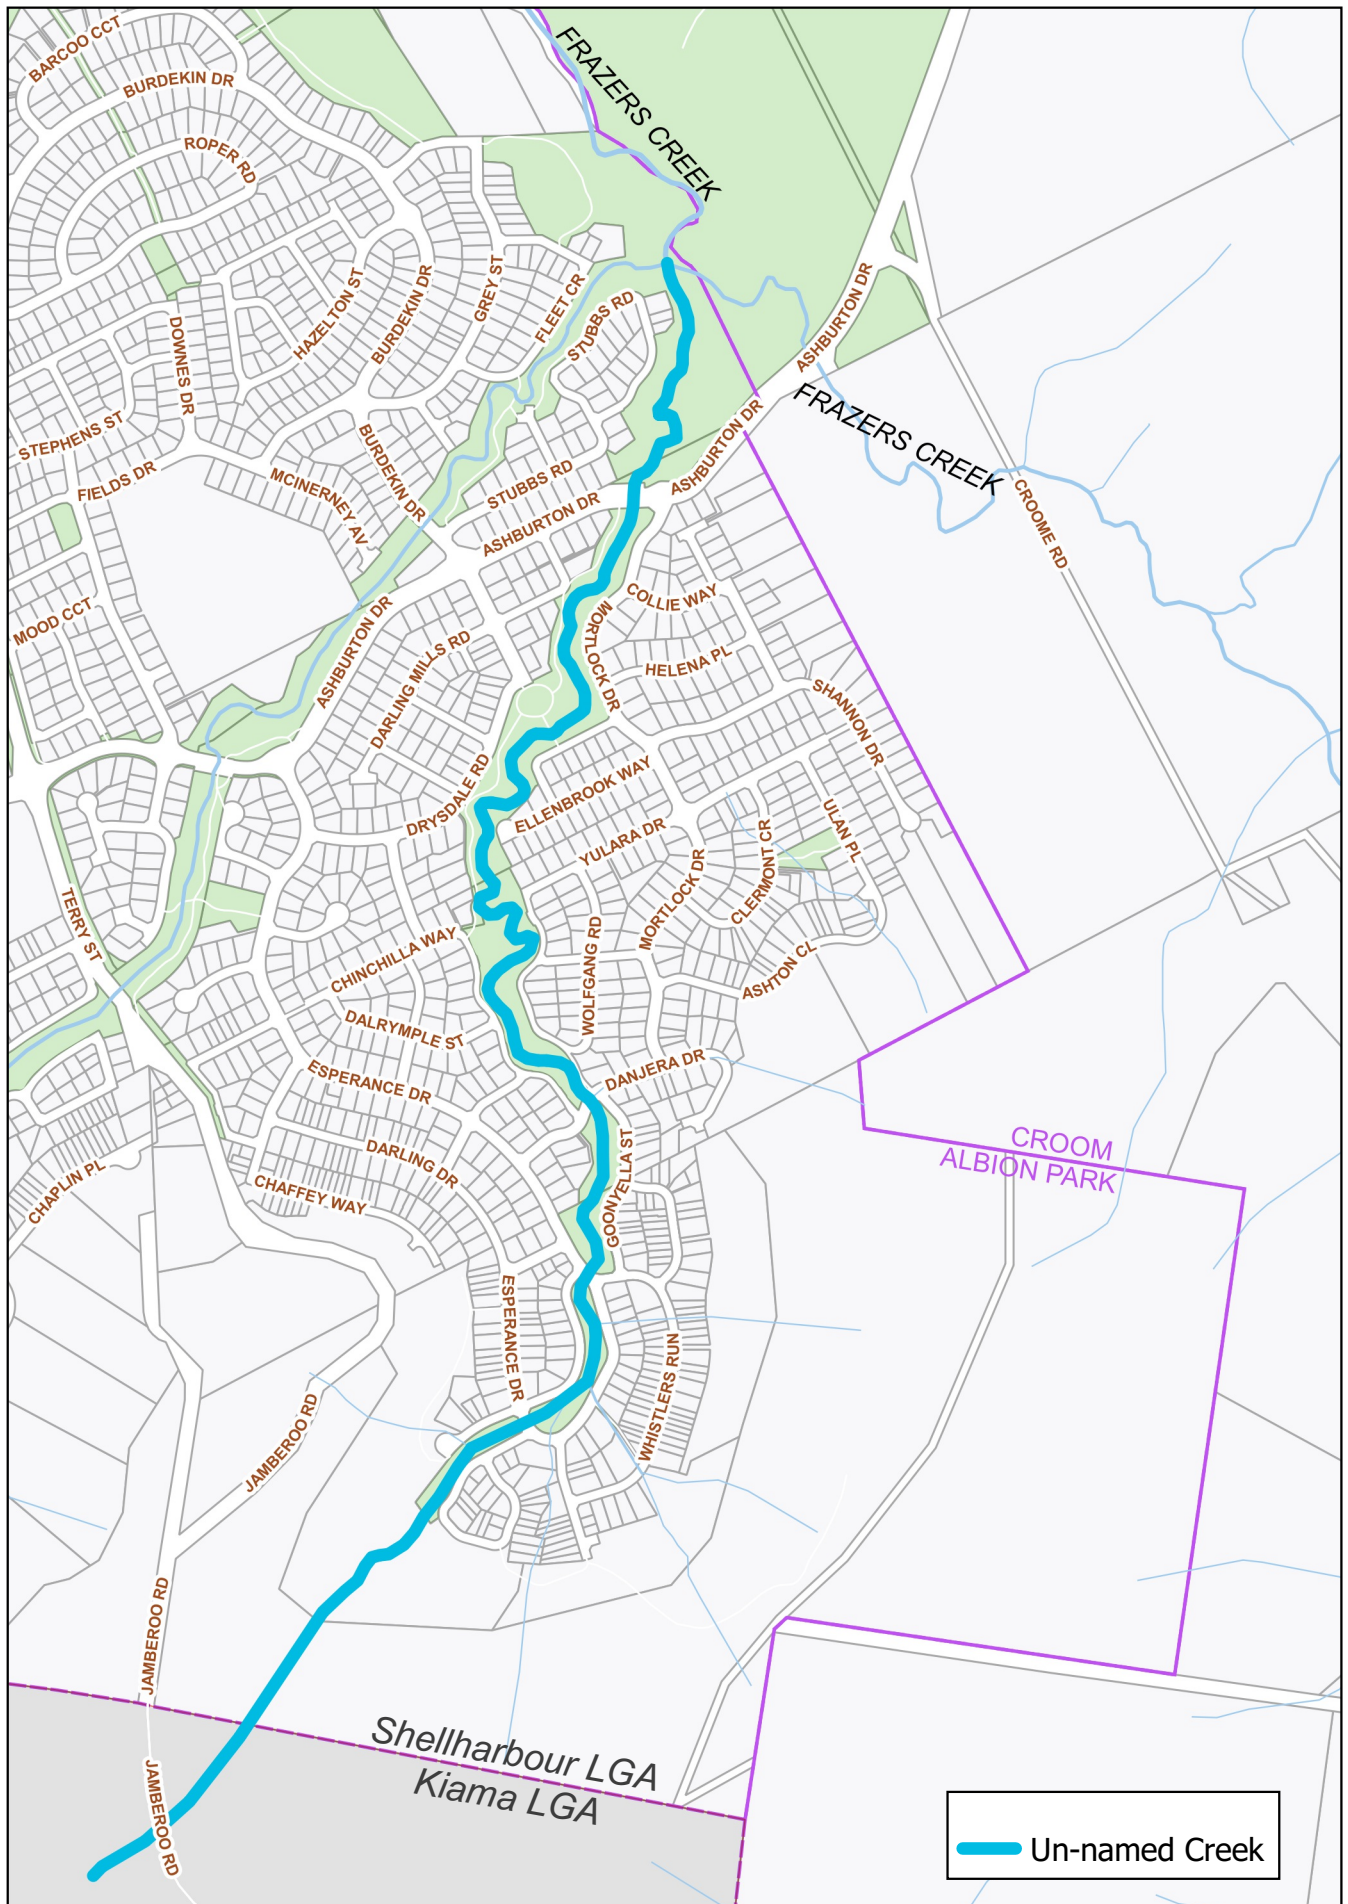 BARCOO CCT
BURDEKIN DR
FRAZERS CREEK
ROPER RD
HAZELTON ST
BURDEKIN DR
GREY ST
FLEET CR
STUBBS RD
ASHBURTON DR
DOWNES DR
FRAZERS CREEK
STEPHENS ST
ASHBURTON DR
BURDEKIN DR
FIELDS DR
MCINERNEY AV
STUBBS RD
ASHBURTON DR
CROOME RD
COLLIE WAY
MOOD CCT
MORTLOCK DR
ASHBURTON DR
DARLING MILLS RD
HELENA PL
SHANNON DR
DRYSDALE RD
ELLENBROOK WAY
YULARA DR
ULAN PL
CLERMONT CR
MORTLOCK DR
TERRY ST
CHINCHILLA WAY
WOLFGANG RD
ASHTON CL
DALRYMPLE ST
DANJERA DR
ESPERANCE DR
CROOM
ALBION PARK
DARLING DR
GOONYELLA ST
CHAPLIN PL
CHAFFEY WAY
ESPERANCE DR
WHISTLERS RUN
JAMBEROO RD
JAMBEROO RD
Shellharbour LGA
Kiama LGA
JAMBEROO RD
Un-named Creek